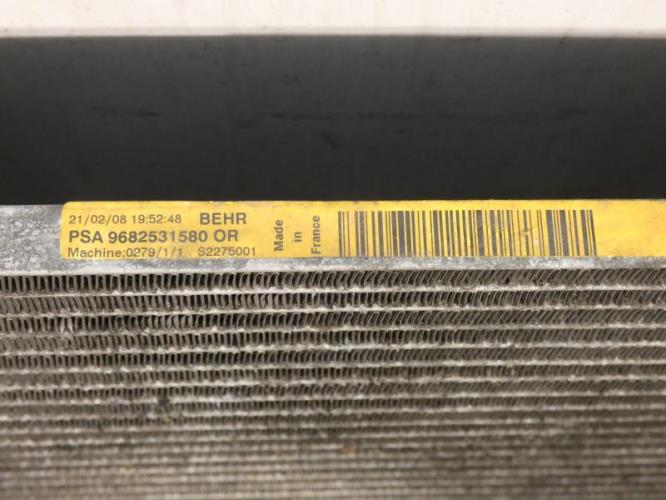 21/02/08 19:52:48 BEHR
PSA 9682531580 OR
Machine:0279/1/1 S2275001
Made
in
France